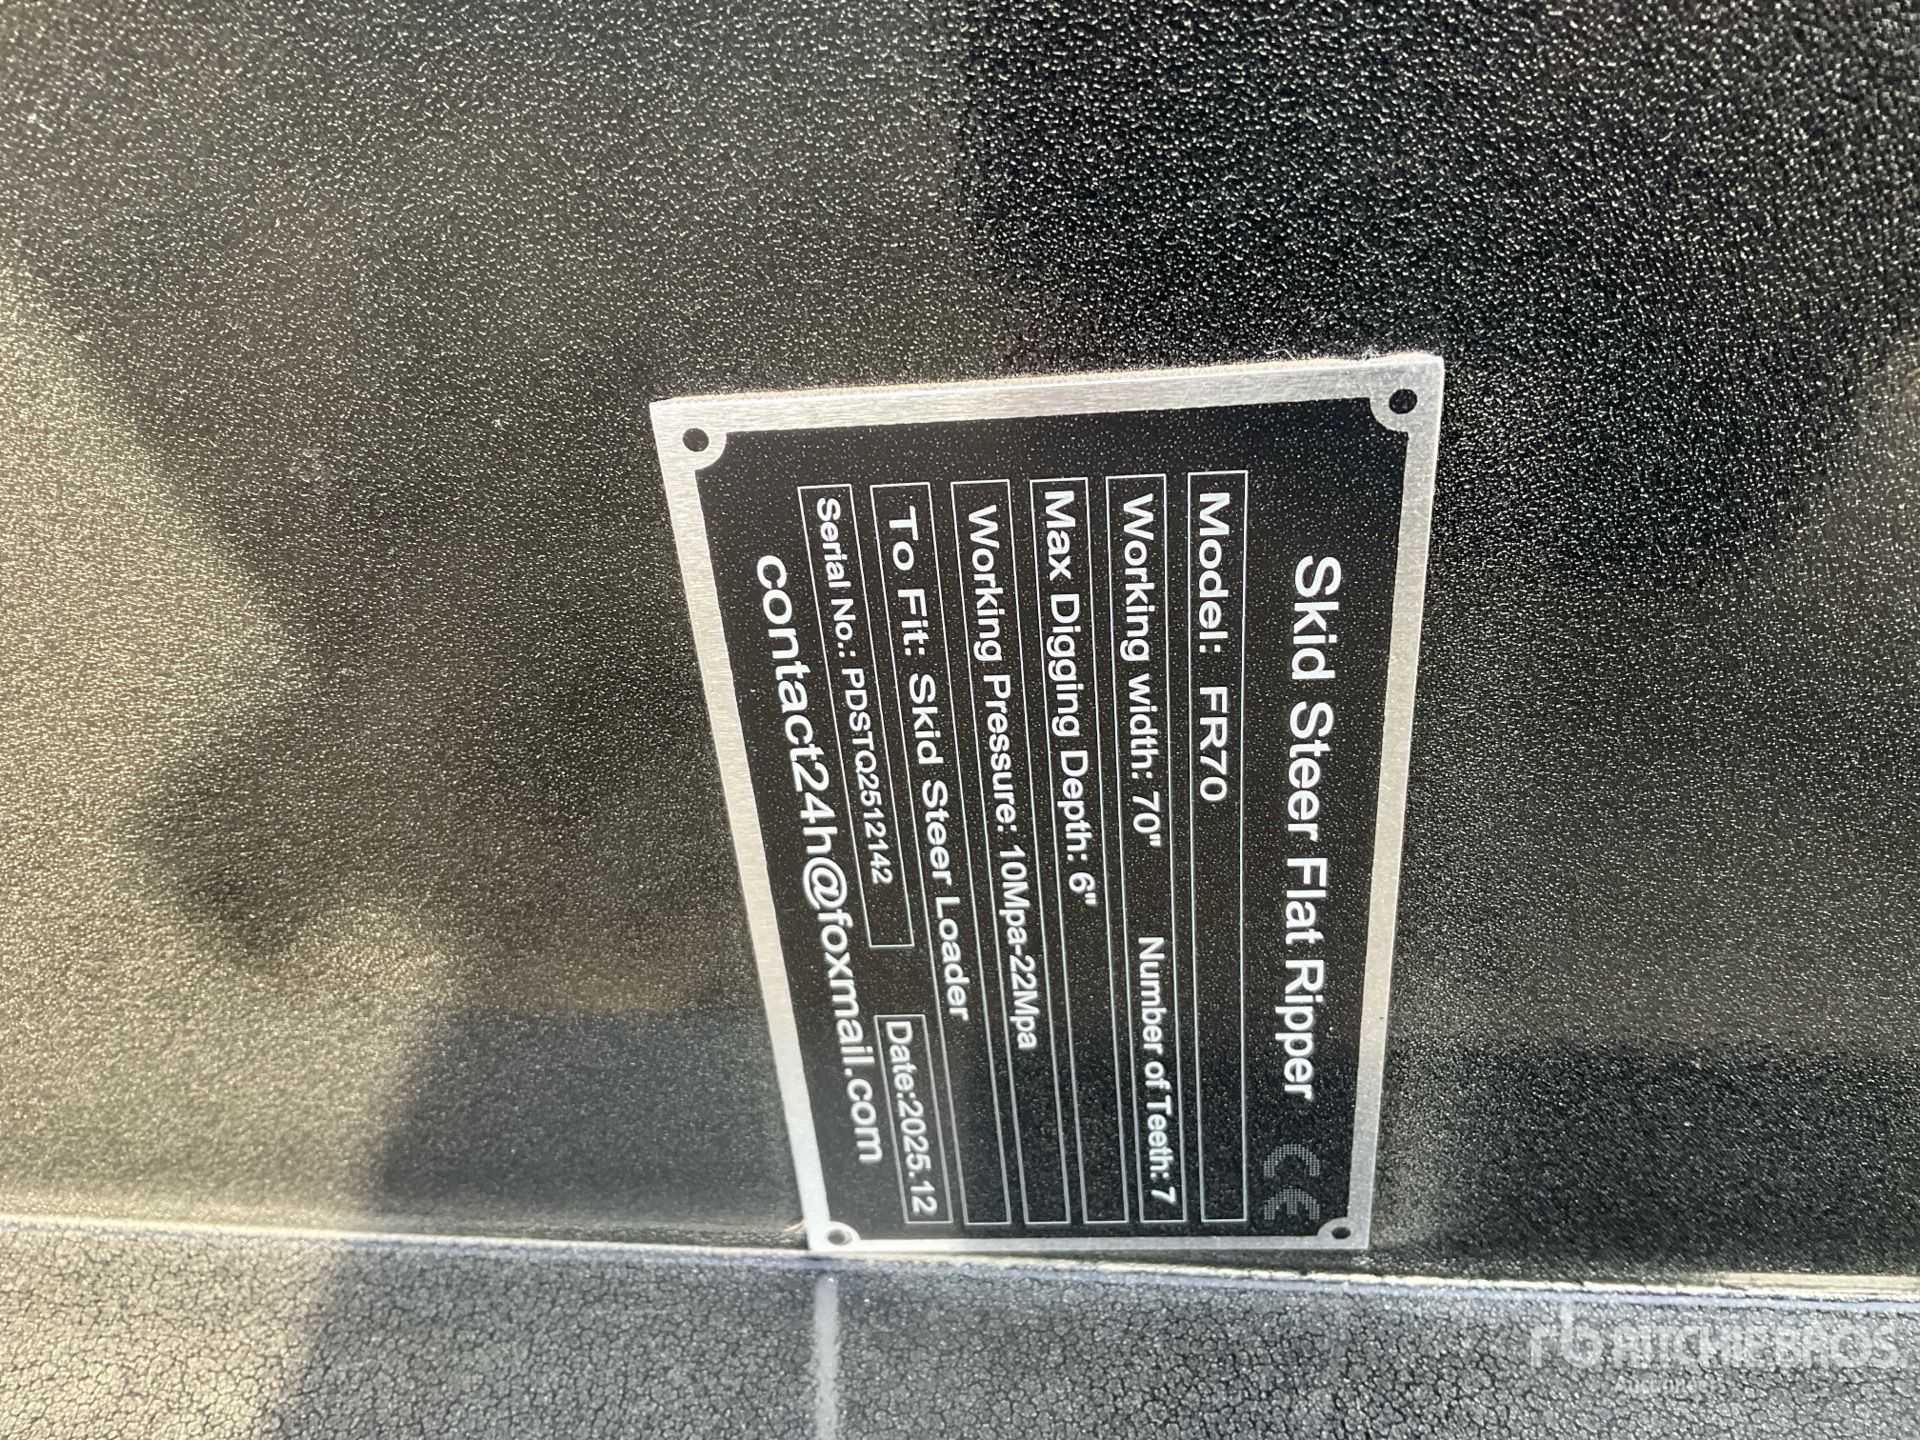 Skid Steer Flat Ripper CE
Model: FR70
Working width: 70" Number of Teeth: 7
Max Digging Depth: 6"
Working Pressure: 10Mpa-22Mpa
To Fit: Skid Steer Loader
Serial No.: PDSTQ2512142 Date:2025.12
contact24h@foxmail.com
rb RITCHIE BROS
Auctioneers